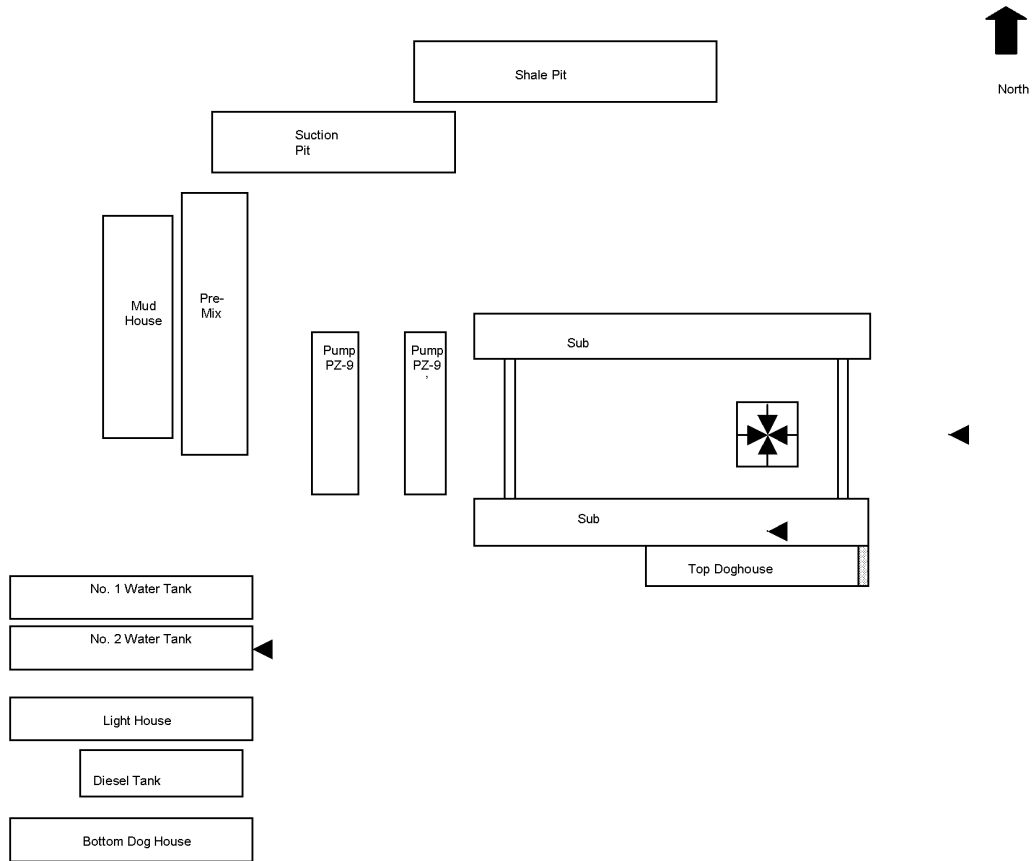 Shale Pit
North
Suction
Pit
Mud
House
Pre-
Mix
Pump
PZ-9
Pump
PZ-9
,
Sub
Sub
Top Doghouse
No. 1 Water Tank
No. 2 Water Tank
Light House
Diesel Tank
Bottom Dog House